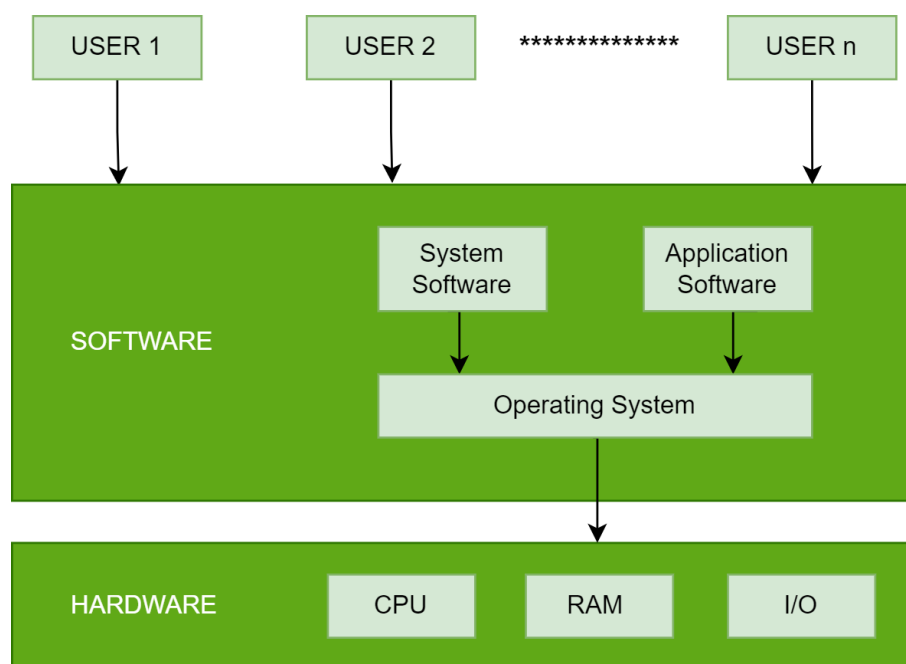 USER 1
USER 2
**************
USER n
System
Software
Application
Software
SOFTWARE
Operating System
HARDWARE
CPU
RAM
I/O